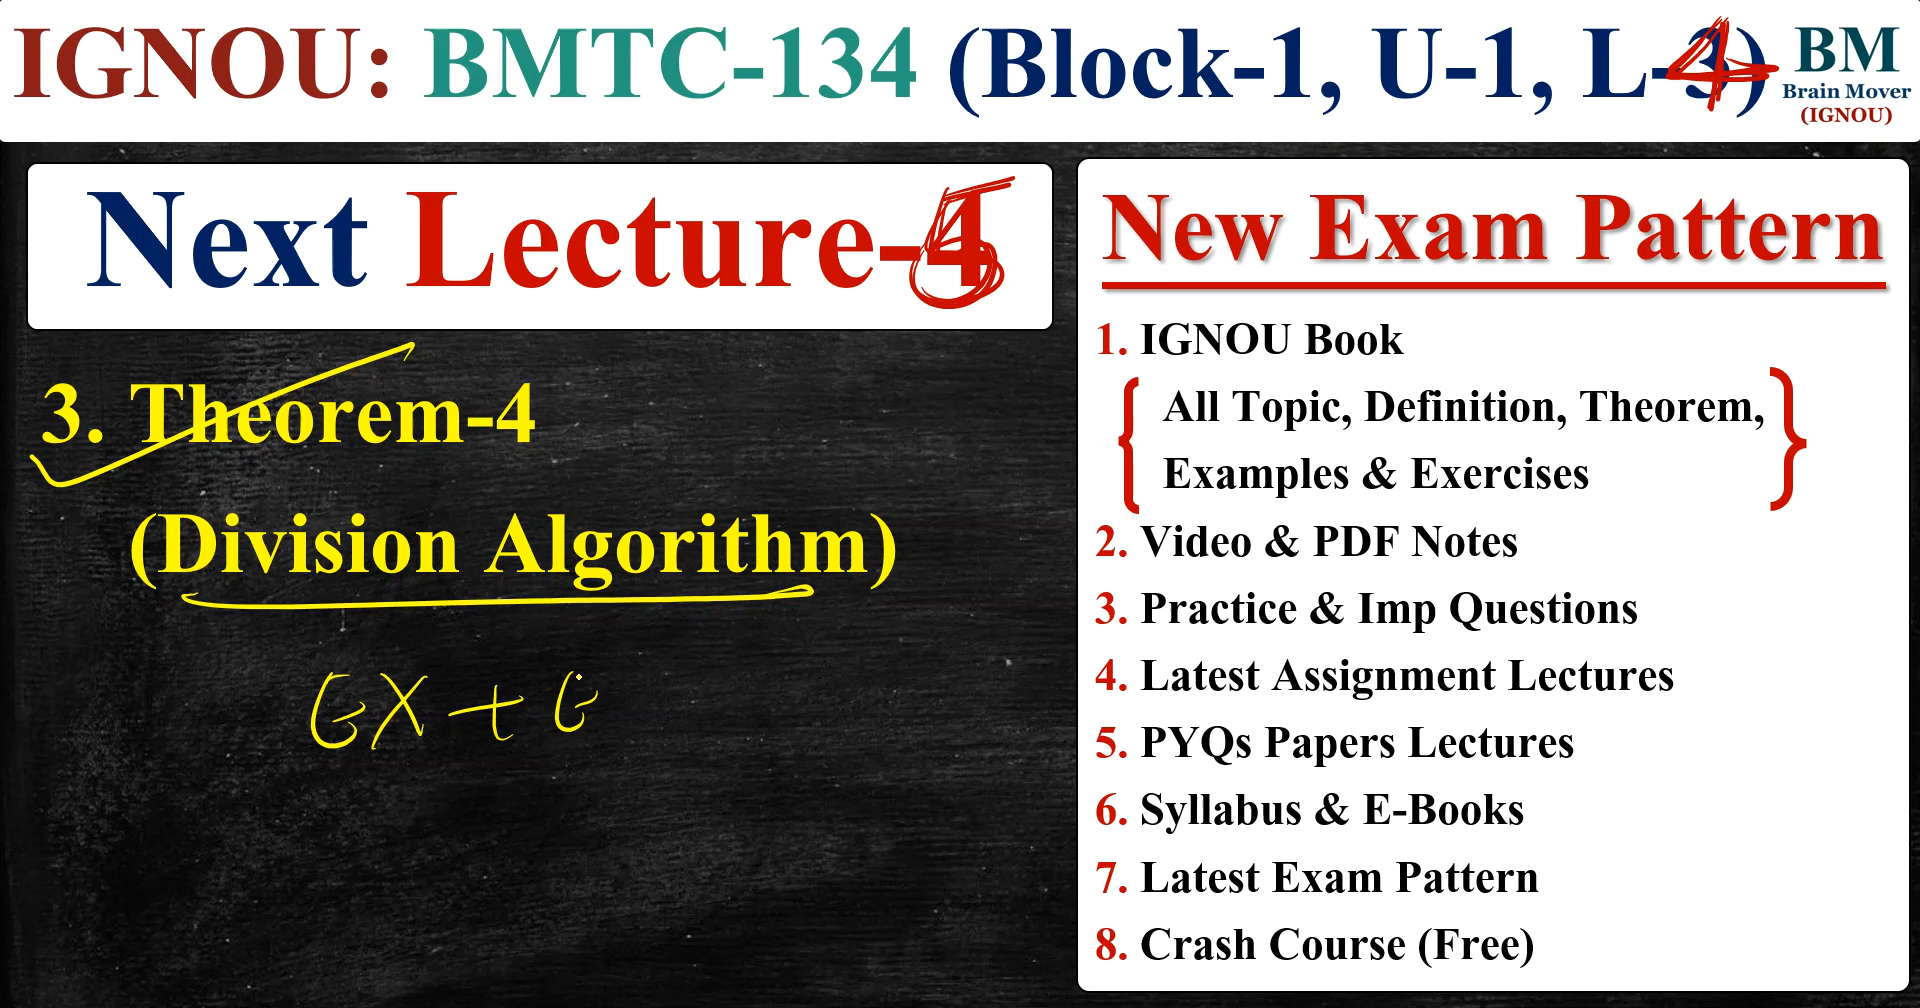 IGNOU: BMTC-134 (Block-1, U-1, L-4)
BM
Brain Mover
(IGNOU)
Next Lecture-5
3. Theorem-4
(Division Algorithm)
EX + E
New Exam Pattern
1. IGNOU Book
{ All Topic, Definition, Theorem,
Examples & Exercises }
2. Video & PDF Notes
3. Practice & Imp Questions
4. Latest Assignment Lectures
5. PYQs Papers Lectures
6. Syllabus & E-Books
7. Latest Exam Pattern
8. Crash Course (Free)